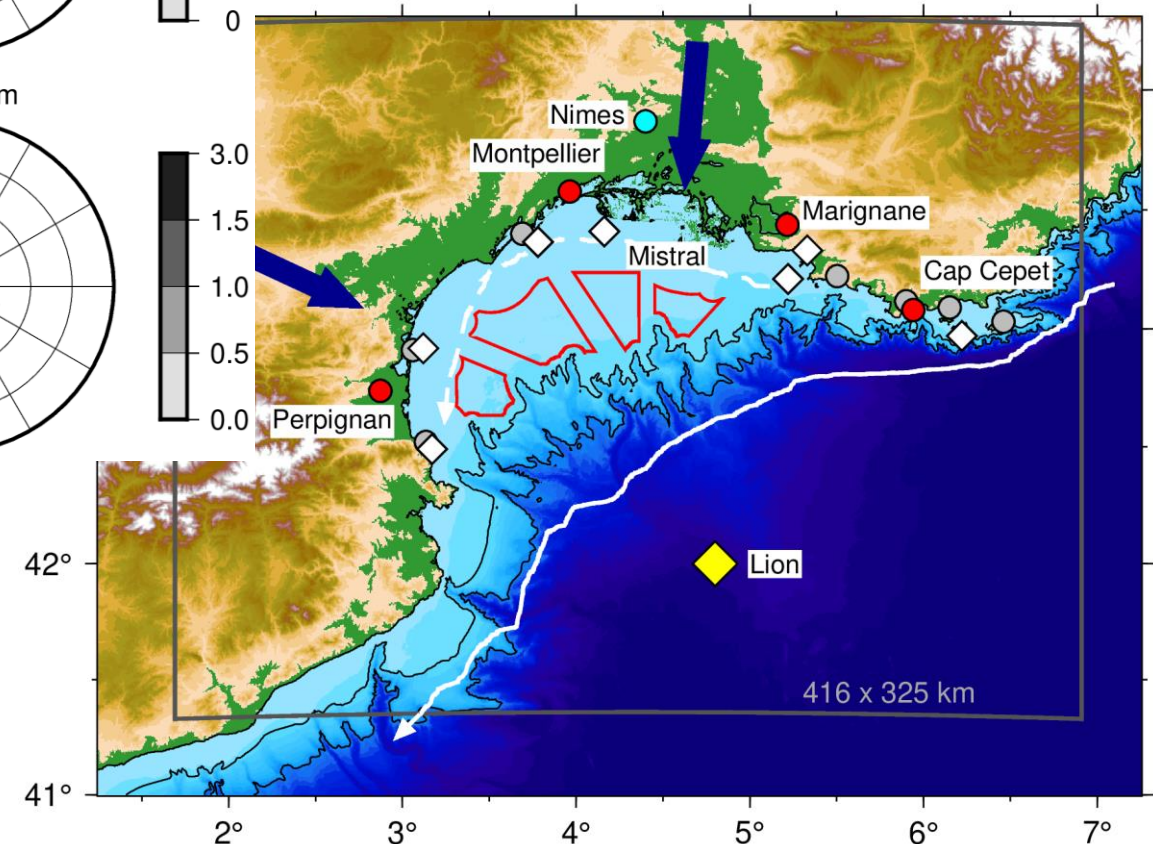 0
m
3.0
1.5
1.0
0.5
0.0
Nimes
Montpellier
Marignane
Mistral
Cap Cepet
Perpignan
Lion
416 x 325 km
42°
41°
2°
3°
4°
5°
6°
7°